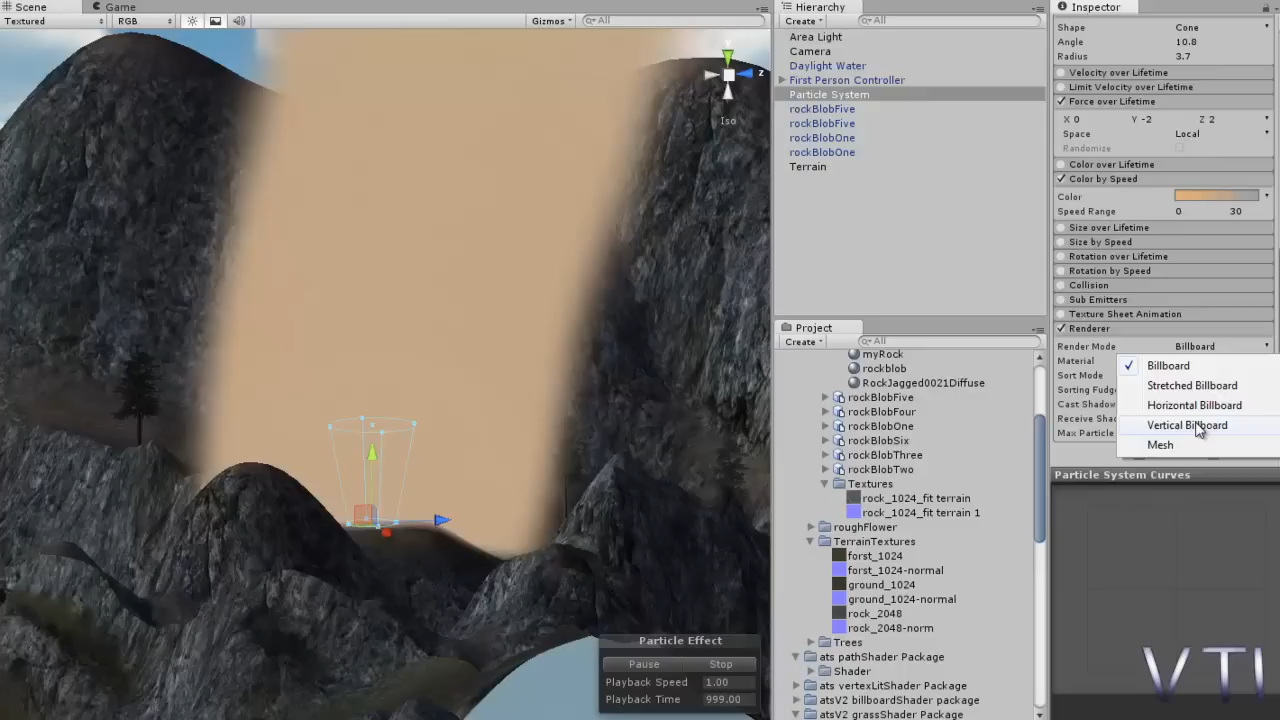 Scene Game
Textured RGB Gizmos All
y
z
Iso
Particle Effect
Pause Stop
Playback Speed 1.00
Playback Time 999.00
Hierarchy
Create All
Area Light
Camera
Daylight Water
First Person Controller
Particle System
rockBlobFive
rockBlobFive
rockBlobOne
rockBlobOne
Terrain
Project
Create All
myRock
rockblob
RockJagged0021Diffuse
rockBlobFive
rockBlobFour
rockBlobOne
rockBlobSix
rockBlobThree
rockBlobTwo
Textures
rock_1024_fit terrain
rock_1024_fit terrain 1
roughFlower
TerrainTextures
forst_1024
forst_1024-normal
ground_1024
ground_1024-normal
rock_2048
rock_2048-norm
Trees
ats pathShader Package
Shader
ats vertexLitShader Package
atsV2 billboardShader package
atsV2 grassShader Package
Inspector
Shape Cone
Angle 10.8
Radius 3.7
Velocity over Lifetime
Limit Velocity over Lifetime
Force over Lifetime
X 0 Y -2 Z 2
Space Local
Randomize
Color over Lifetime
Color by Speed
Color
Speed Range 0 30
Size over Lifetime
Size by Speed
Rotation over Lifetime
Rotation by Speed
Collision
Sub Emitters
Texture Sheet Animation
Renderer
Render Mode Billboard
Material
Sort Mode
Sorting Fudg
Cast Shadow
Receive Shad
Max Particle
Billboard
Stretched Billboard
Horizontal Billboard
Vertical Billboard
Mesh
Particle System Curves
VTI